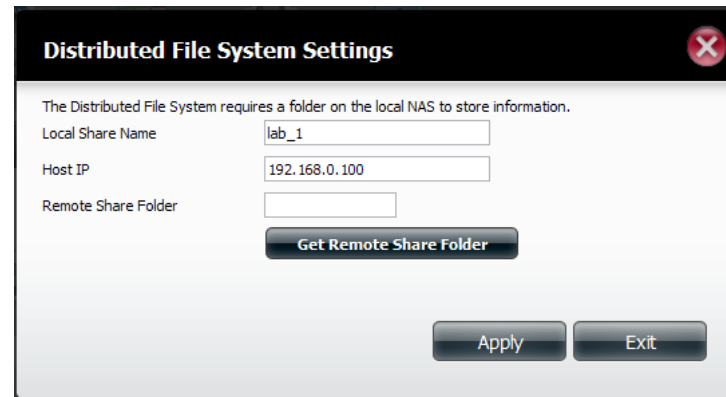 Distributed File System Settings
The Distributed File System requires a folder on the local NAS to store information.
Local Share Name lab_1
Host IP 192.168.0.100
Remote Share Folder
Get Remote Share Folder
Apply Exit